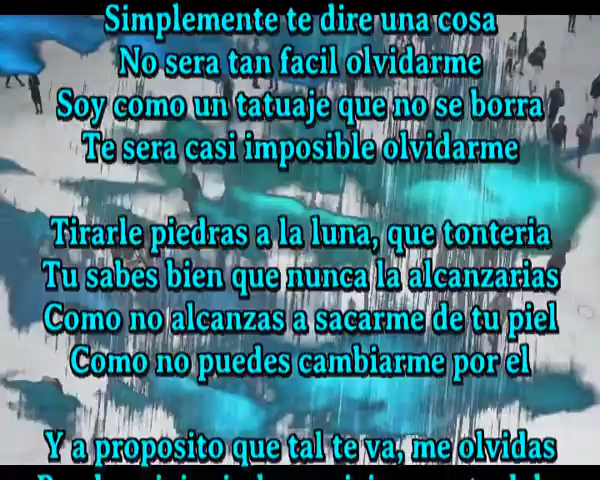 Simplemente te dire una cosa
No sera tan facil olvidarme
Soy como un tatuaje que no se borra
Te sera casi imposible olvidarme
Tirarle piedras a la luna, que tonteria
Tu sabes bien que nunca la alcanzarias
Como no alcanzas a sacarme de tu piel
Como no puedes cambiarme por el
Y a proposito que tal te va, me olvidas